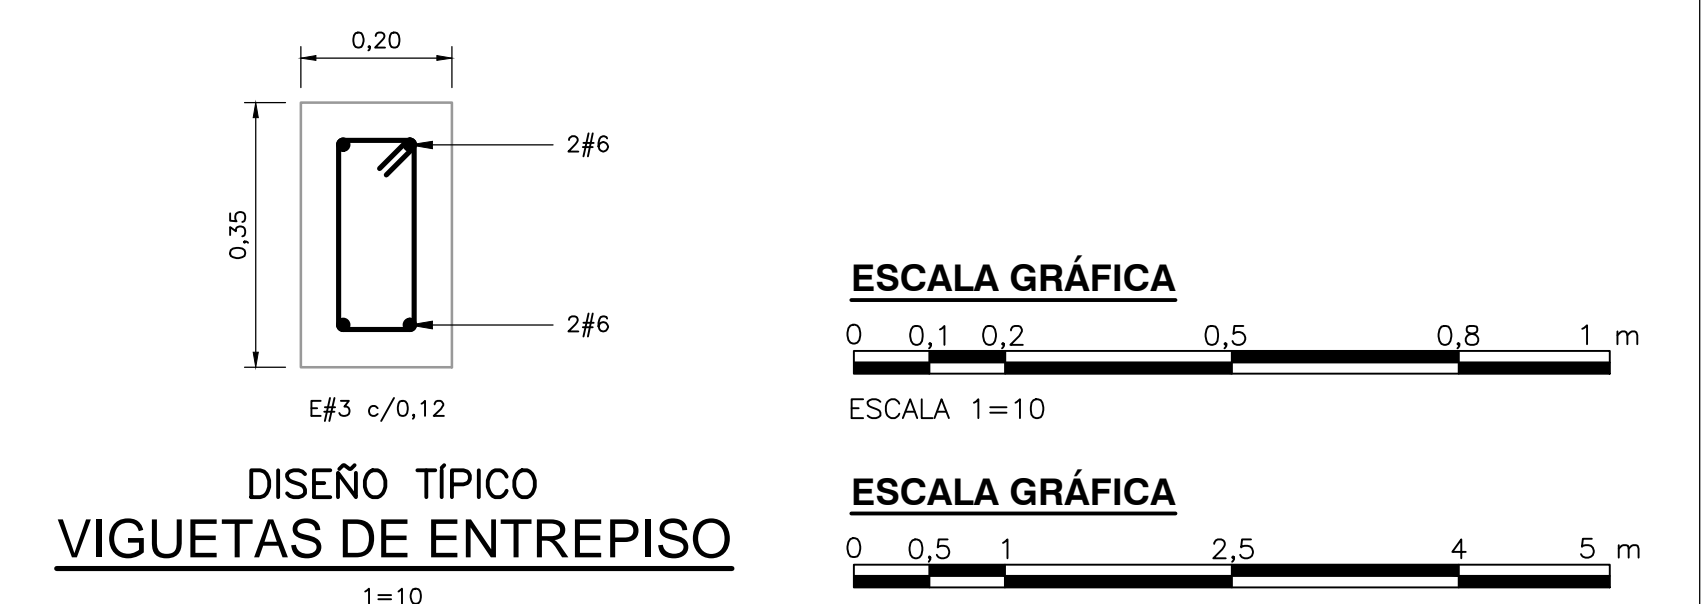 0,20
2#6
0,35
2#6
E#3 c/0,12
DISEÑO TÍPICO
VIGUETAS DE ENTREPISO
1=10
ESCALA GRÁFICA
0 0,1 0,2 0,5 0,8 1 m
ESCALA 1=10
ESCALA GRÁFICA
0 0,5 1 2,5 4 5 m